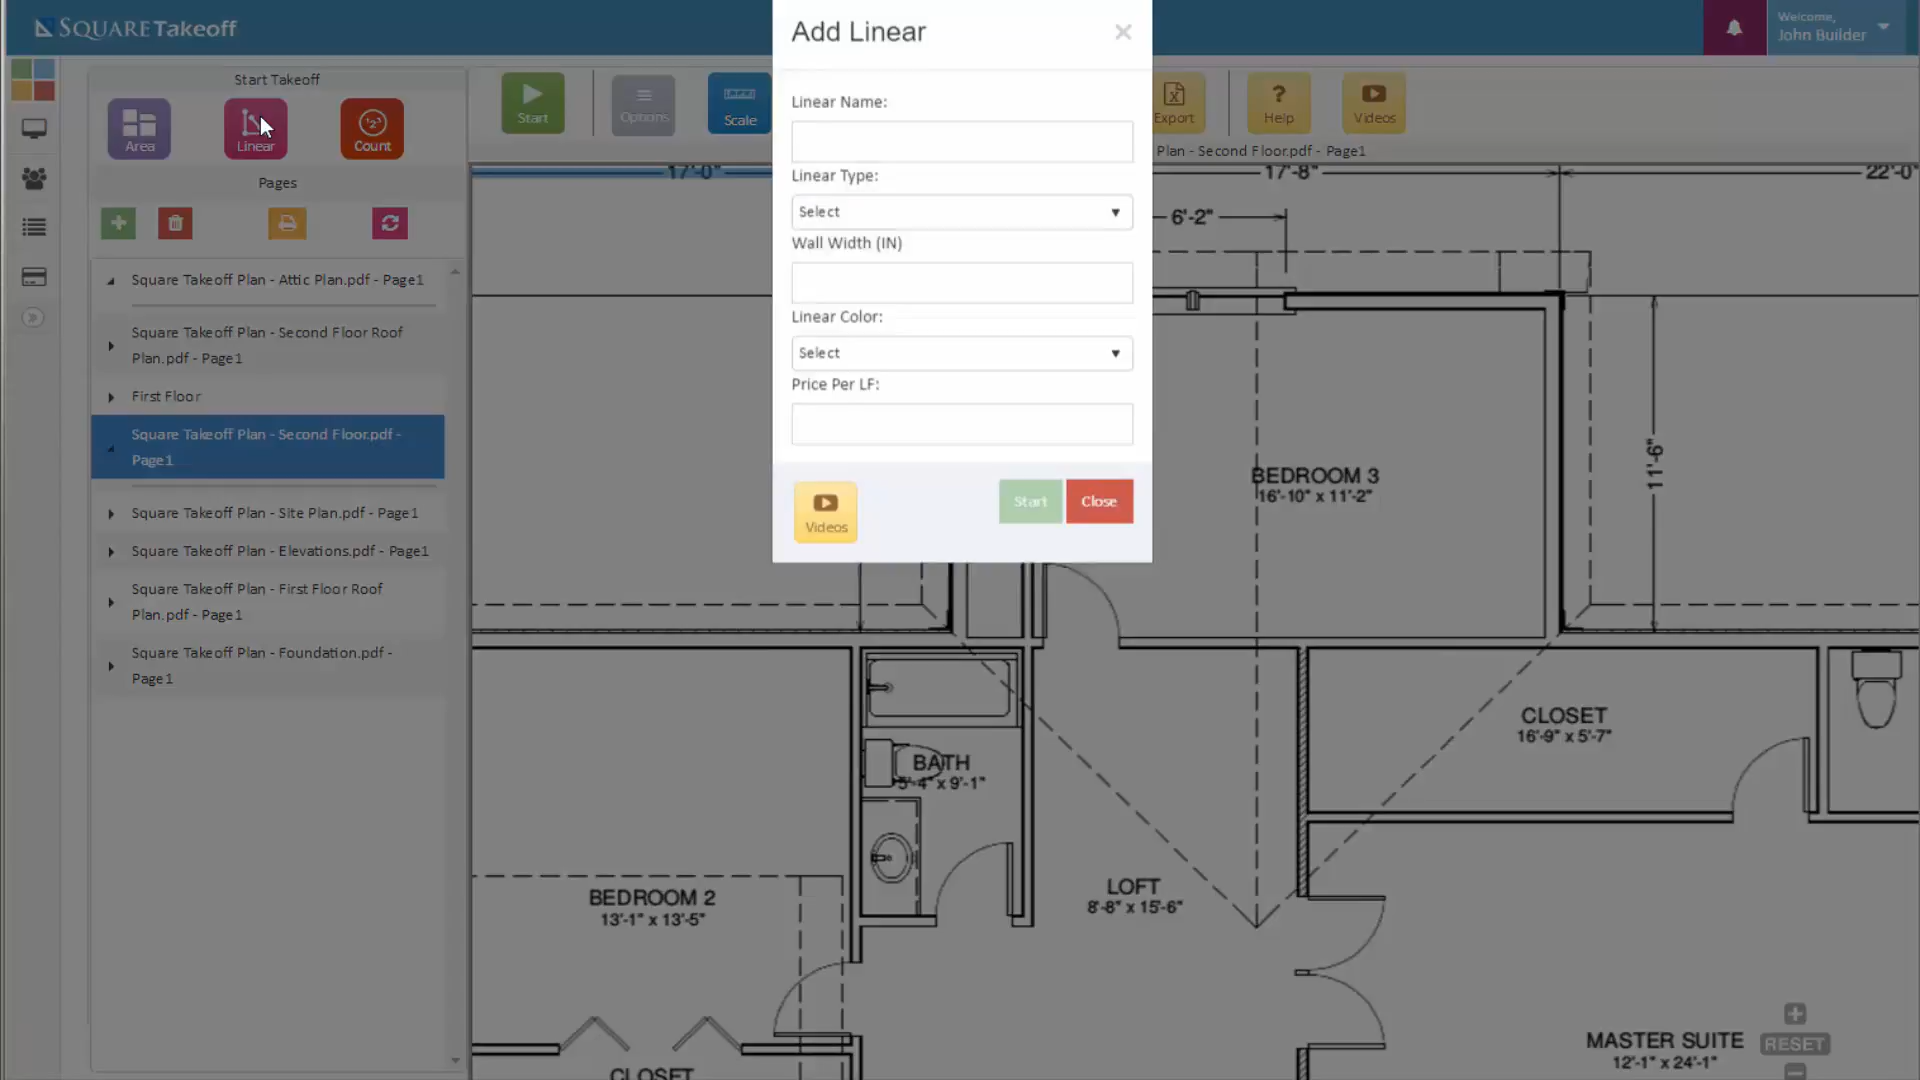 SQUARE Takeoff
Welcome,
John Builder
Start Takeoff
Area
Linear
Count
Pages
Square Takeoff Plan - Attic Plan.pdf - Page1
Square Takeoff Plan - Second Floor Roof
Plan.pdf - Page1
First Floor
Square Takeoff Plan - Second Floor.pdf -
Page1
Square Takeoff Plan - Site Plan.pdf - Page1
Square Takeoff Plan - Elevations.pdf - Page1
Square Takeoff Plan - First Floor Roof
Plan.pdf - Page1
Square Takeoff Plan - Foundation.pdf -
Page1
Start
Options
Scale
Export
Help
Videos
Plan - Second Floor.pdf - Page1
Add Linear
Linear Name:
Linear Type:
Select
Wall Width (IN)
Linear Color:
Select
Price Per LF:
Videos
Start
Close
17'-0"
17'-8"
22'-0"
6'-2"
11'-6"
BEDROOM 3
16'-10" x 11'-2"
CLOSET
16'-9" x 5'-7"
BATH
5'-4" x 9'-1"
BEDROOM 2
13'-1" x 13'-5"
LOFT
8'-8" x 15'-6"
MASTER SUITE
12'-1" x 24'-1"
RESET
CLOSET